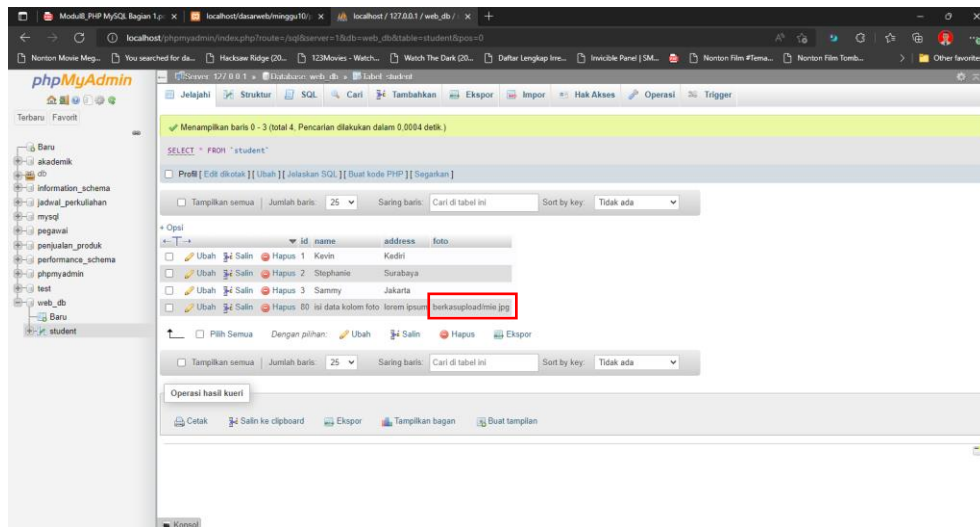 Modul8_PHP MySQL Bagian 1.p
localhost/dasarweb/minggu10/
localhost / 127.0.0.1 / web_db /
localhost/phpmyadmin/index.php?route=/sql&server=1&db=web_db&table=student&pos=0
Nonton Movie Meg...
You searched for da...
Hacksaw Ridge (20...
123Movies - Watch...
Watch The Dark (20...
Daftar Lengkap Irre...
Invicible Panel | SM...
Nonton Film #Tema...
Nonton Film Tomb...
Other favorite
phpMyAdmin
Terbaru Favorit
Baru
akademik
db
information_schema
jadwal_perkuliahan
mysql
pegawai
penjualan_produk
performance_schema
phpmyadmin
test
web_db
Baru
student
Server: 127.0.0.1 » Database: web_db » Tabel: student
Jelajahi Struktur SQL Cari Tambahkan Ekspor Impor Hak Akses Operasi Trigger
Menampilkan baris 0 - 3 (total 4, Pencarian dilakukan dalam 0,0004 detik.)
SELECT * FROM `student`
Profil [ Edit dikotak ] [ Ubah ] [ Jelaskan SQL ] [ Buat kode PHP ] [ Segarkan ]
Tampilkan semua | Jumlah baris: 25 Saring baris: Cari di tabel ini Sort by key: Tidak ada
+ Opsi
←T→ id name address foto
Ubah Salin Hapus 1 Kevin Kediri
Ubah Salin Hapus 2 Stephanie Surabaya
Ubah Salin Hapus 3 Sammy Jakarta
Ubah Salin Hapus 80 isi data kolom foto lorem ipsum berkasupload/mie.jpg
Pilih Semua Dengan pilihan: Ubah Salin Hapus Ekspor
Tampilkan semua | Jumlah baris: 25 Saring baris: Cari di tabel ini Sort by key: Tidak ada
Operasi hasil kueri
Cetak Salin ke clipboard Ekspor Tampilkan bagan Buat tampilan
Konsol